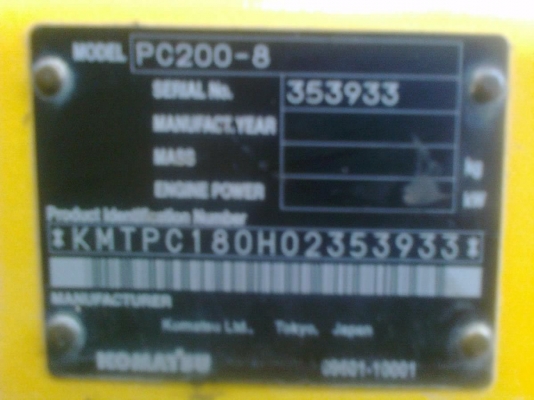 MODEL PC200-8
SERIAL No. 353933
MANUFACT. YEAR
MASS kg
ENGINE POWER kW
Product Identification Number
*KMTPC180H02353933*
MANUFACTURER
Komatsu Ltd. Tokyo, Japan
KOMATSU 09601-10001